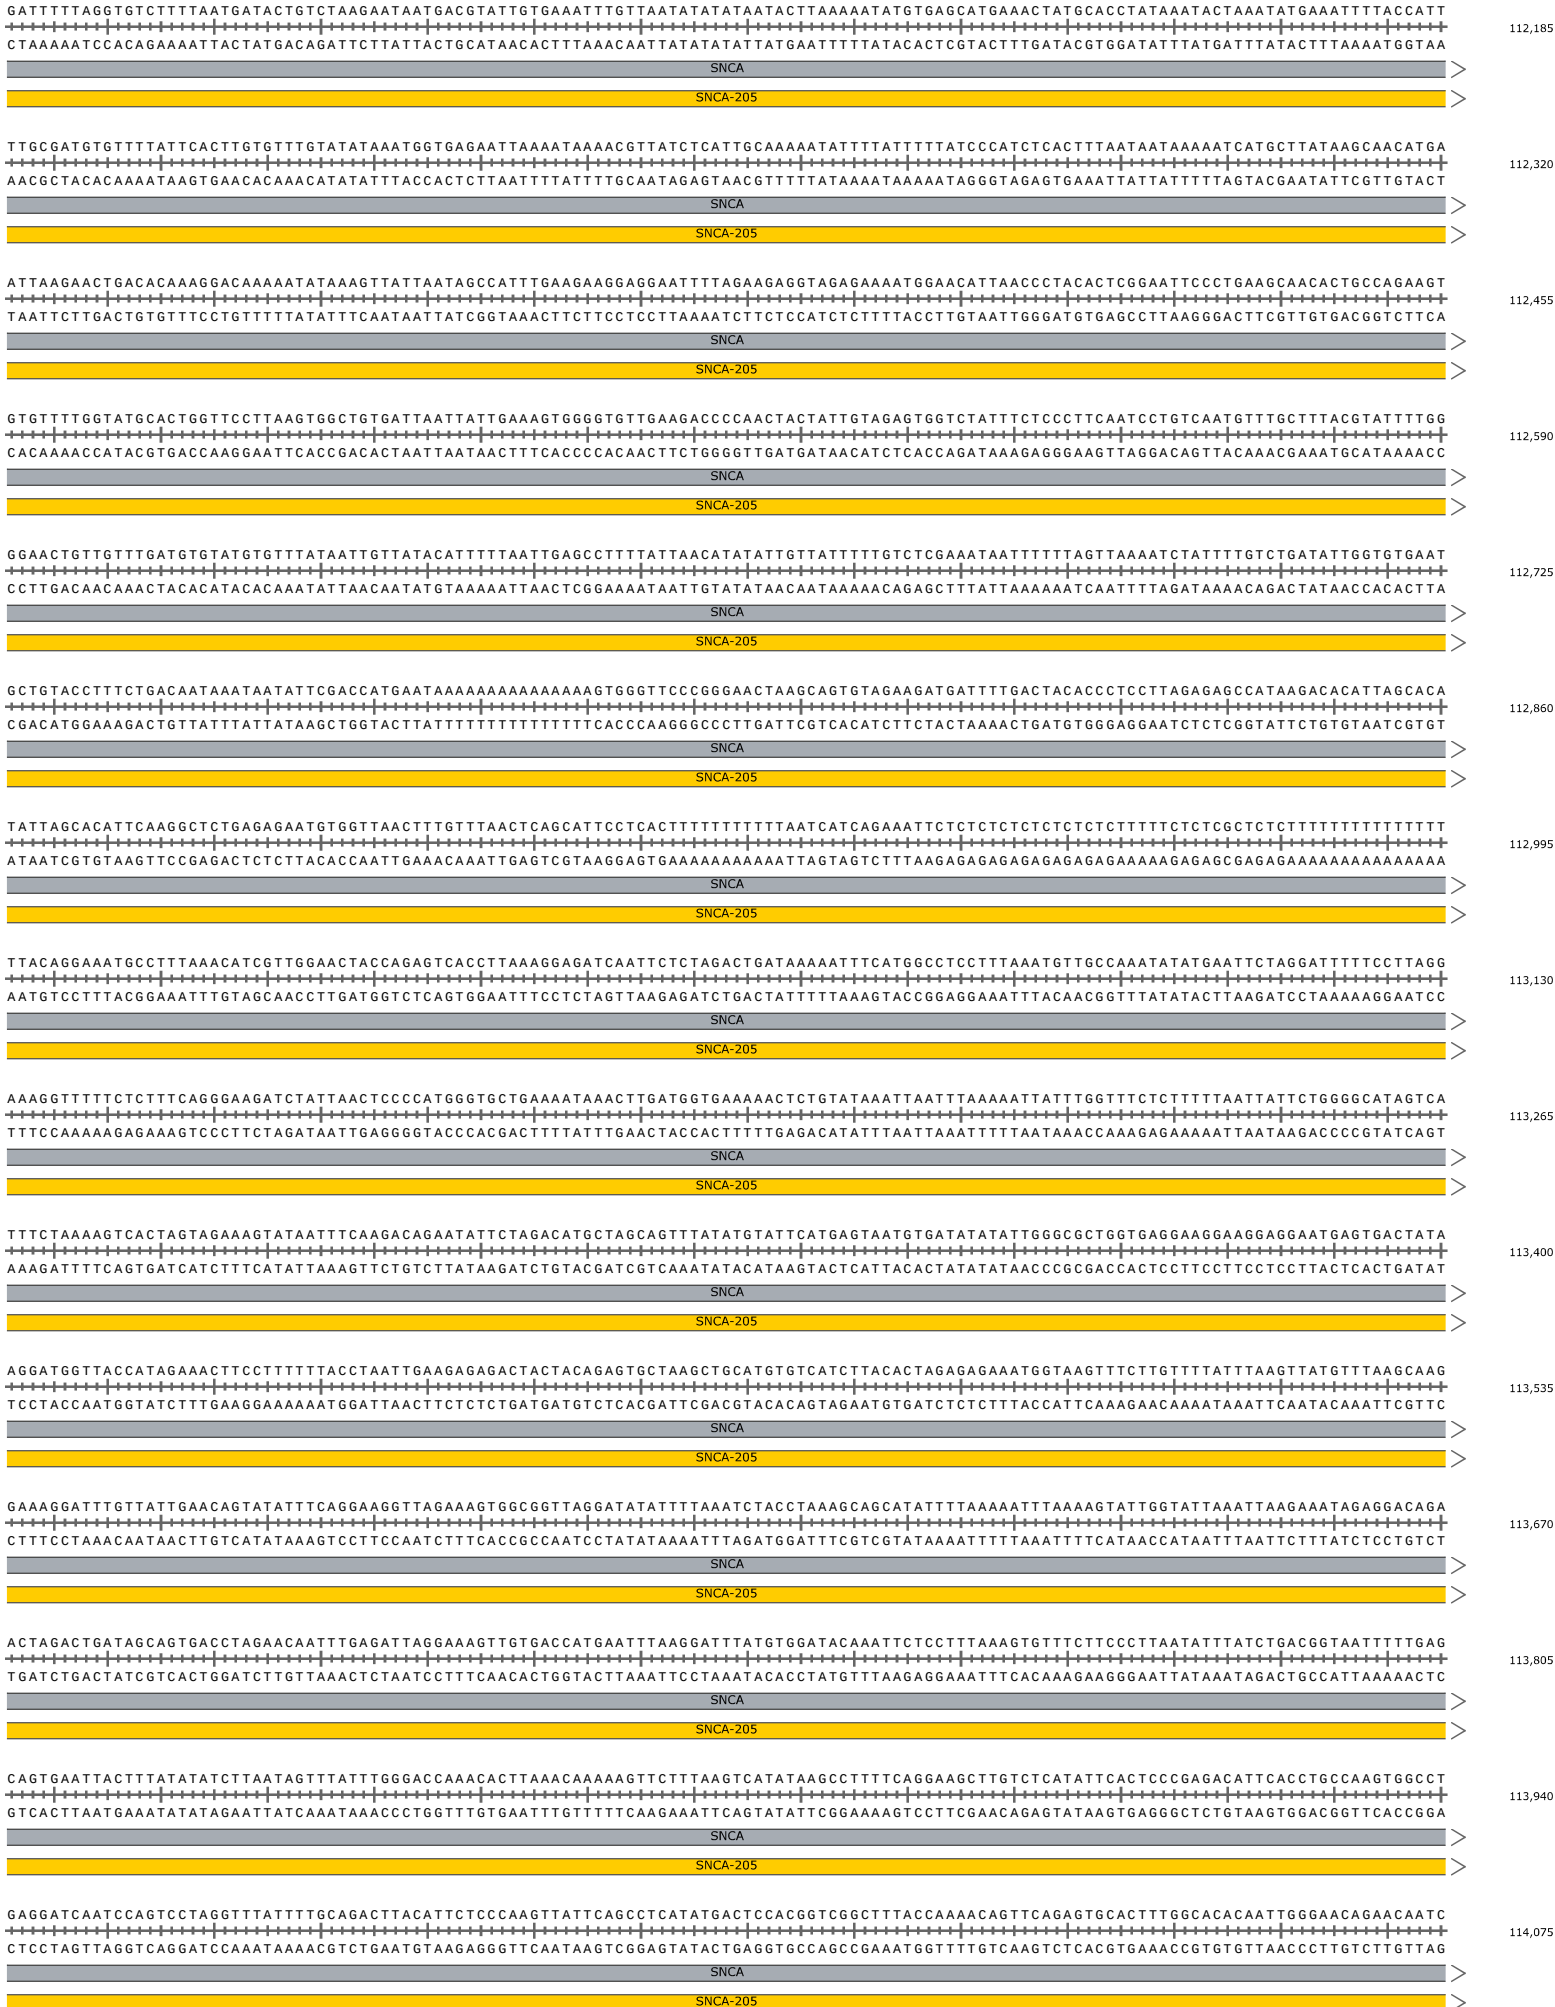 GATTTTTAGGTGTCTTTTAATGATACTGTCTAAGAATAATGACGTATTGTGAAATTTGTTAATATATATAATACTTAAAAATATGTGAGCATGAAACTATGCACCTATAAATACTAAATATGAAATTTTACCATT
112,185
CTAAAAATCCACAGAAAATTACTATGACAGATTCTTATTACTGCATAACACTTTAAACAATTATATATATTATGAATTTTTATACACTCGTACTTTGATACGTGGATATTTATGATTTATACTTTAAAATGGTAA
SNCA
SNCA-205
TTGCGATGTGTTTTATTCACTTGTGTTTGTATATAAATGGTGAGAATTAAAATAAAACGTTATCTCATTGCAAAAATATTTTATTTTTATCCCATCTCACTTTAATAATAAAAATCATGCTTATAAGCAACATGA
112,320
AACGCTACACAAAATAAGTGAACACAAACATATATTTACCACTCTTAATTTTATTTTGCAATAGAGTAACGTTTTTATAAAATAAAAATAGGGTAGAGTGAAATTATTATTTTTAGTACGAATATTCGTTGTACT
SNCA
SNCA-205
ATTAAGAACTGACACAAAGGACAAAAATATAAAGTTATTAATAGCCATTTGAAGAAGGAGGAATTTTAGAAGAGGTAGAGAAAATGGAACATTAACCCTACACTCGGAATTCCCTGAAGCAACACTGCCAGAAGT
112,455
TAATTCTTGACTGTGTTTCCTGTTTTTATATTTCAATAATTATCGGTAAACTTCTTCCTCCTTAAAATCTTCTCCATCTCTTTTACCTTGTAATTGGGATGTGAGCCTTAAGGGACTTCGTTGTGACGGTCTTCA
SNCA
SNCA-205
GTGTTTTGGTATGCACTGGTTCCTTAAGTGGCTGTGATTAATTATTGAAAGTGGGGTGTTGAAGACCCCAACTACTATTGTAGAGTGGTCTATTTCTCCCTTCAATCCTGTCAATGTTTGCTTTACGTATTTTGG
112,590
CACAAAACCATACGTGACCAAGGAATTCACCGACACTAATTAATAACTTTCACCCCACAACTTCTGGGGTTGATGATAACATCTCACCAGATAAAGAGGGAAGTTAGGACAGTTACAAACGAAATGCATAAAACC
SNCA
SNCA-205
GGAACTGTTGTTTGATGTGTATGTGTTTATAATTGTTATACATTTTTAATTGAGCCTTTTATTAACATATATTGTTATTTTTGTCTCGAAATAATTTTTTAGTTAAAATCTATTTTGTCTGATATTGGTGTGAAT
112,725
CCTTGACAACAAACTACACATACACAAATATTAACAATATGTAAAAATTAACTCGGAAAATAATTGTATATAACAATAAAAACAGAGCTTTATTAAAAAATCAATTTTAGATAAAACAGACTATAACCACACTTA
SNCA
SNCA-205
GCTGTACCTTTCTGACAATAAATAATATTCGACCATGAATAAAAAAAAAAAAAAAGTGGGTTCCCGGGAACTAAGCAGTGTAGAAGATGATTTTGACTACACCCTCCTTAGAGAGCCATAAGACACATTAGCACA
112,860
CGACATGGAAAGACTGTTATTTATTATAAGCTGGTACTTATTTTTTTTTTTTTTTCACCCAAGGGCCCTTGATTCGTCACATCTTCTACTAAAACTGATGTGGGAGGAATCTCTCGGTATTCTGTGTAATCGTGT
SNCA
SNCA-205
TATTAGCACATTCAAGGCTCTGAGAGAATGTGGTTAACTTTGTTTAACTCAGCATTCCTCACTTTTTTTTTTTAATCATCAGAAATTCTCTCTCTCTCTCTCTCTTTTTCTCTCGCTCTCTTTTTTTTTTTTTTT
112,995
ATAATCGTGTAAGTTCCGAGACTCTCTTACACCAATTGAAACAAATTGAGTCGTAAGGAGTGAAAAAAAAAAATTAGTAGTCTTTAAGAGAGAGAGAGAGAGAGAAAAAGAGAGCGAGAGAAAAAAAAAAAAAAA
SNCA
SNCA-205
TTACAGGAAATGCCTTTAAACATCGTTGGAACTACCAGAGTCACCTTAAAGGAGATCAATTCTCTAGACTGATAAAAATTTCATGGCCTCCTTTAAATGTTGCCAAATATATGAATTCTAGGATTTTTCCTTAGG
113,130
AATGTCCTTTACGGAAATTTGTAGCAACCTTGATGGTCTCAGTGGAATTTCCTCTAGTTAAGAGATCTGACTATTTTTAAAGTACCGGAGGAAATTTACAACGGTTTATATACTTAAGATCCTAAAAAGGAATCC
SNCA
SNCA-205
AAAGGTTTTTCTCTTTCAGGGAAGATCTATTAACTCCCCATGGGTGCTGAAAATAAACTTGATGGTGAAAAACTCTGTATAAATTAATTTAAAAATTATTTGGTTTCTCTTTTTAATTATTCTGGGGCATAGTCA
113,265
TTTCCAAAAAGAGAAAGTCCCTTCTAGATAATTGAGGGGTACCCACGACTTTTATTTGAACTACCACTTTTTGAGACATATTTAATTAAATTTTTAATAAACCAAAGAGAAAAATTAATAAGACCCCGTATCAGT
SNCA
SNCA-205
TTTCTAAAAGTCACTAGTAGAAAGTATAATTTCAAGACAGAATATTCTAGACATGCTAGCAGTTTATATGTATTCATGAGTAATGTGATATATATTGGGCGCTGGTGAGGAAGGAAGGAGGAATGAGTGACTATA
113,400
AAAGATTTTCAGTGATCATCTTTCATATTAAAGTTCTGTCTTATAAGATCTGTACGATCGTCAAATATACATAAGTACTCATTACACTATATATAACCCGCGACCACTCCTTCCTTCCTCCTTACTCACTGATAT
SNCA
SNCA-205
AGGATGGTTACCATAGAAACTTCCTTTTTTACCTAATTGAAGAGAGACTACTACAGAGTGCTAAGCTGCATGTGTCATCTTACACTAGAGAGAAATGGTAAGTTTCTTGTTTTATTTAAGTTATGTTTAAGCAAG
113,535
TCCTACCAATGGTATCTTTGAAGGAAAAAATGGATTAACTTCTCTCTGATGATGTCTCACGATTCGACGTACACAGTAGAATGTGATCTCTCTTTACCATTCAAAGAACAAAATAAATTCAATACAAATTCGTTC
SNCA
SNCA-205
GAAAGGATTTGTTATTGAACAGTATATTTCAGGAAGGTTAGAAAGTGGCGGTTAGGATATATTTTAAATCTACCTAAAGCAGCATATTTTAAAAATTTAAAAGTATTGGTATTAAATTAAGAAATAGAGGACAGA
113,670
CTTTCCTAAACAATAACTTGTCATATAAAGTCCTTCCAATCTTTCACCGCCAATCCTATATAAAATTTAGATGGATTTCGTCGTATAAAATTTTTAAATTTTCATAACCATAATTTAATTCTTTATCTCCTGTCT
SNCA
SNCA-205
ACTAGACTGATAGCAGTGACCTAGAACAATTTGAGATTAGGAAAGTTGTGACCATGAATTTAAGGATTTATGTGGATACAAATTCTCCTTTAAAGTGTTTCTTCCCTTAATATTTATCTGACGGTAATTTTTGAG
113,805
TGATCTGACTATCGTCACTGGATCTTGTTAAACTCTAATCCTTTCAACACTGGTACTTAAATTCCTAAATACACCTATGTTTAAGAGGAAATTTCACAAAGAAGGGAATTATAAATAGACTGCCATTAAAAACTC
SNCA
SNCA-205
CAGTGAATTACTTTATATATCTTAATAGTTTATTTGGGACCAAACACTTAAACAAAAAGTTCTTTAAGTCATATAAGCCTTTTCAGGAAGCTTGTCTCATATTCACTCCCGAGACATTCACCTGCCAAGTGGCCT
113,940
GTCACTTAATGAAATATATAGAATTATCAAATAAACCCTGGTTTGTGAATTTGTTTTTCAAGAAATTCAGTATATTCGGAAAAGTCCTTCGAACAGAGTATAAGTGAGGGCTCTGTAAGTGGACGGTTCACCGGA
SNCA
SNCA-205
GAGGATCAATCCAGTCCTAGGTTTATTTTGCAGACTTACATTCTCCCAAGTTATTCAGCCTCATATGACTCCACGGTCGGCTTTACCAAAACAGTTCAGAGTGCACTTTGGCACACAATTGGGAACAGAACAATC
114,075
CTCCTAGTTAGGTCAGGATCCAAATAAAACGTCTGAATGTAAGAGGGTTCAATAAGTCGGAGTATACTGAGGTGCCAGCCGAAATGGTTTTGTCAAGTCTCACGTGAAACCGTGTGTTAACCCTTGTCTTGTTAG
SNCA
SNCA-205